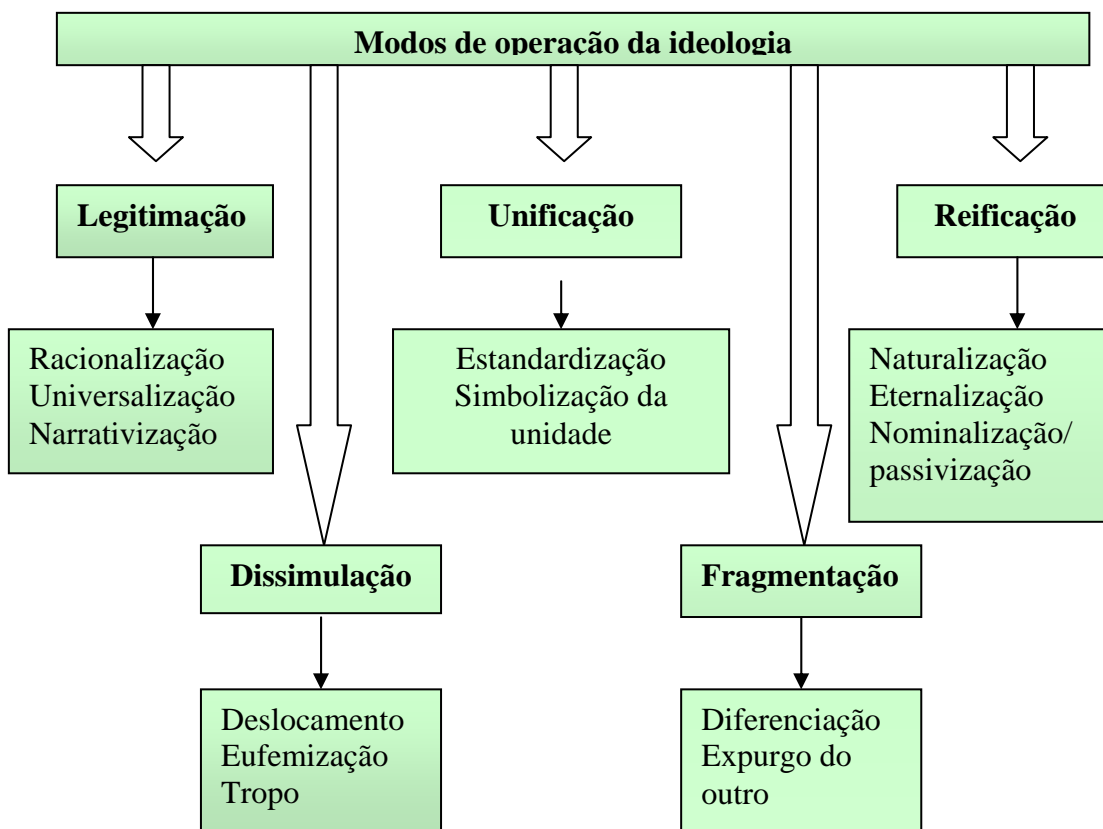 Modos de operação da ideologia
Legitimação
Racionalização
Universalização
Narrativização
Unificação
Estandardização
Simbolização da
unidade
Reificação
Naturalização
Eternalização
Nominalização/
passivização
Dissimulação
Deslocamento
Eufemização
Tropo
Fragmentação
Diferenciação
Expurgo do
outro